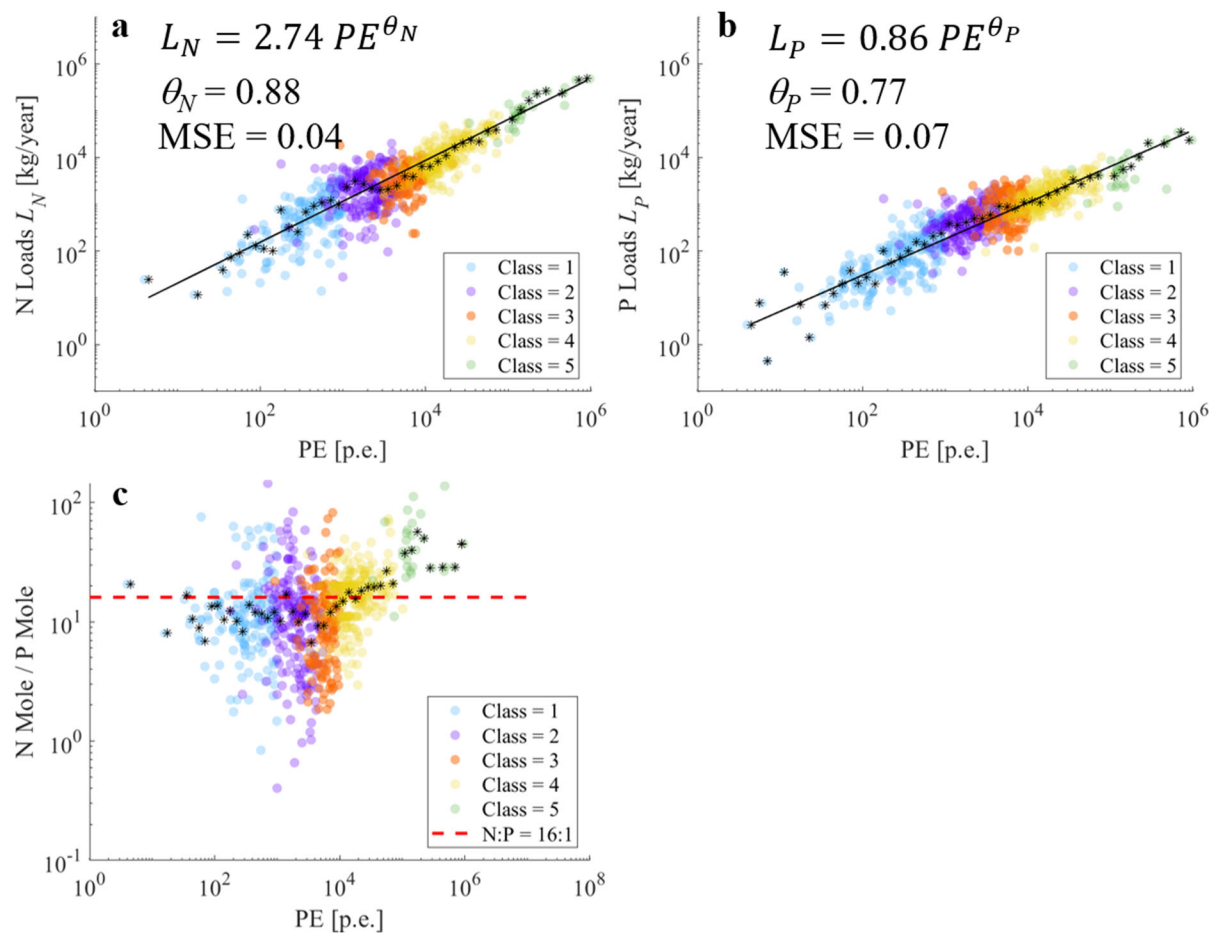 a
L_N = 2.74 PE^{θ_N}
θ_N = 0.88
MSE = 0.04
N Loads L_N [kg/year]
10^6
10^4
10^2
10^0
Class = 1
Class = 2
Class = 3
Class = 4
Class = 5
10^0 10^2 10^4 10^6
PE [p.e.]
b
L_P = 0.86 PE^{θ_P}
θ_P = 0.77
MSE = 0.07
P Loads L_P [kg/year]
10^6
10^4
10^2
10^0
Class = 1
Class = 2
Class = 3
Class = 4
Class = 5
10^0 10^2 10^4 10^6
PE [p.e.]
c
N Mole / P Mole
10^2
10^1
10^0
10^-1
Class = 1
Class = 2
Class = 3
Class = 4
Class = 5
N:P = 16:1
10^0 10^2 10^4 10^6 10^8
PE [p.e.]